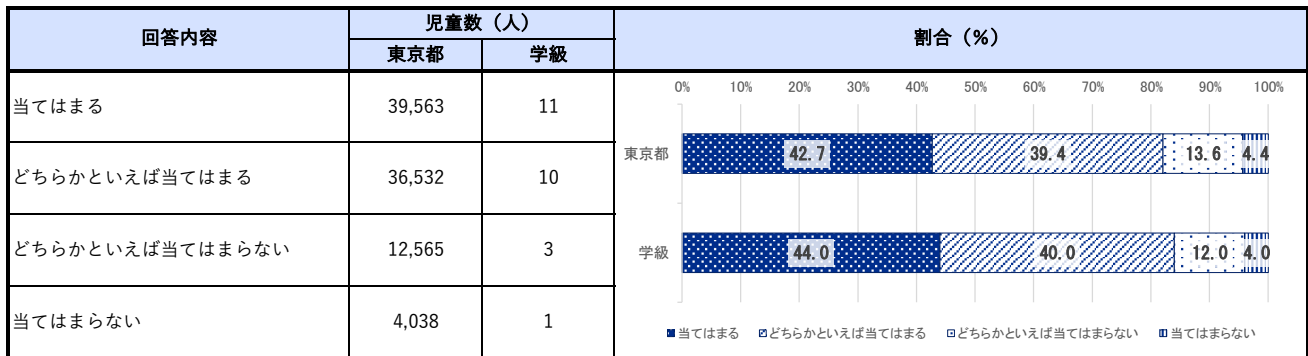 回答内容 児童数（人） 割合（%）
東京都 学級
当てはまる 39,563 11
どちらかといえば当てはまる 36,532 10
どちらかといえば当てはまらない 12,565 3
当てはまらない 4,038 1
0% 10% 20% 30% 40% 50% 60% 70% 80% 90% 100%
東京都 42.7 39.4 13.6 4.4
学級 44.0 40.0 12.0 4.0
当てはまる どちらかといえば当てはまる どちらかといえば当てはまらない 当てはまらない